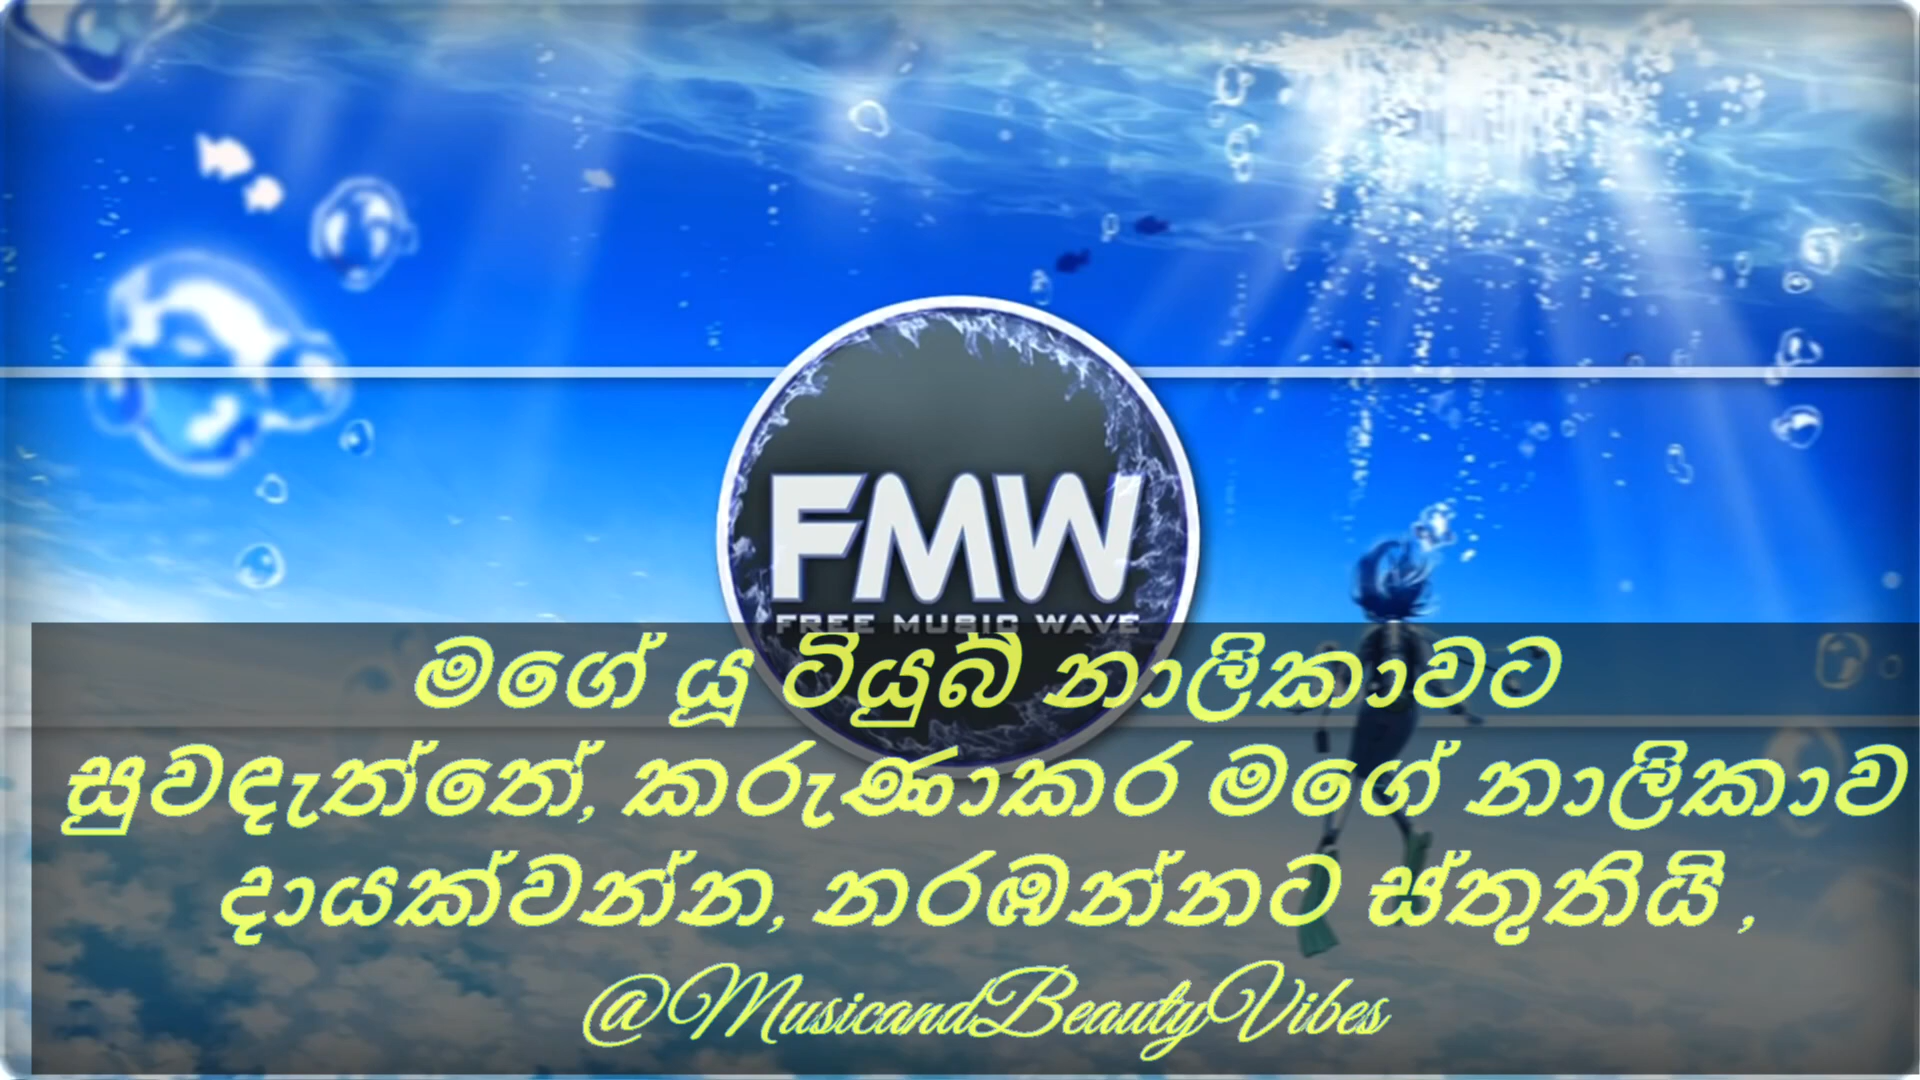 FMW
FREE MUSIC WAVE
මගේ යූ ටියුබ් නාලිකාවට
සුවඳැත්තේ, කරුණාකර මගේ නාලිකාව
දායක්වන්න, නරඹන්නට ස්තුතියි ,
@MusicandBeautyVibes